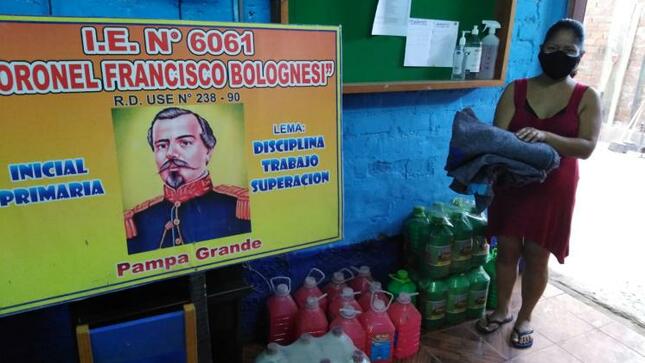 I.E. N° 6061
ORONEL FRANCISCO BOLOGNESI"
R.D. USE N° 238 - 90
INICIAL
PRIMARIA
LEMA:
DISCIPLINA
TRABAJO
SUPERACION
Pampa Grande